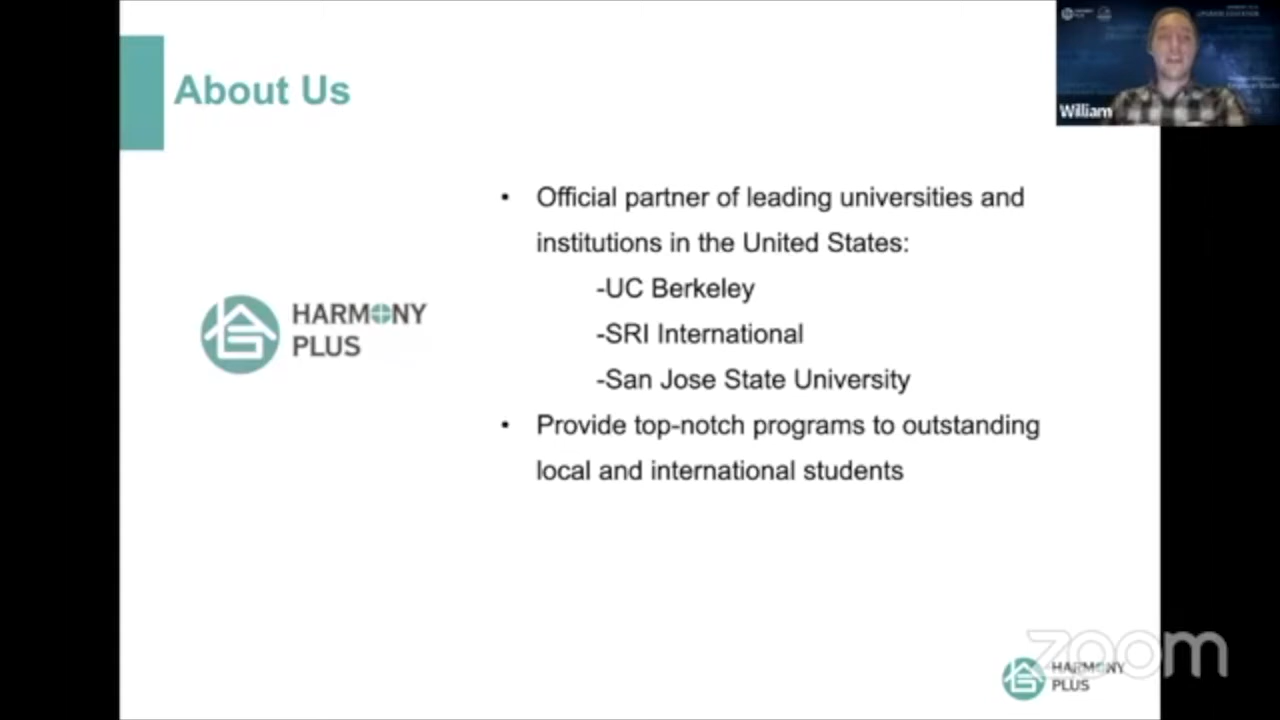 About Us
William
• Official partner of leading universities and
institutions in the United States:
-UC Berkeley
-SRI International
-San Jose State University
• Provide top-notch programs to outstanding
local and international students
HARMONY
PLUS
zoom
HARMONY
PLUS